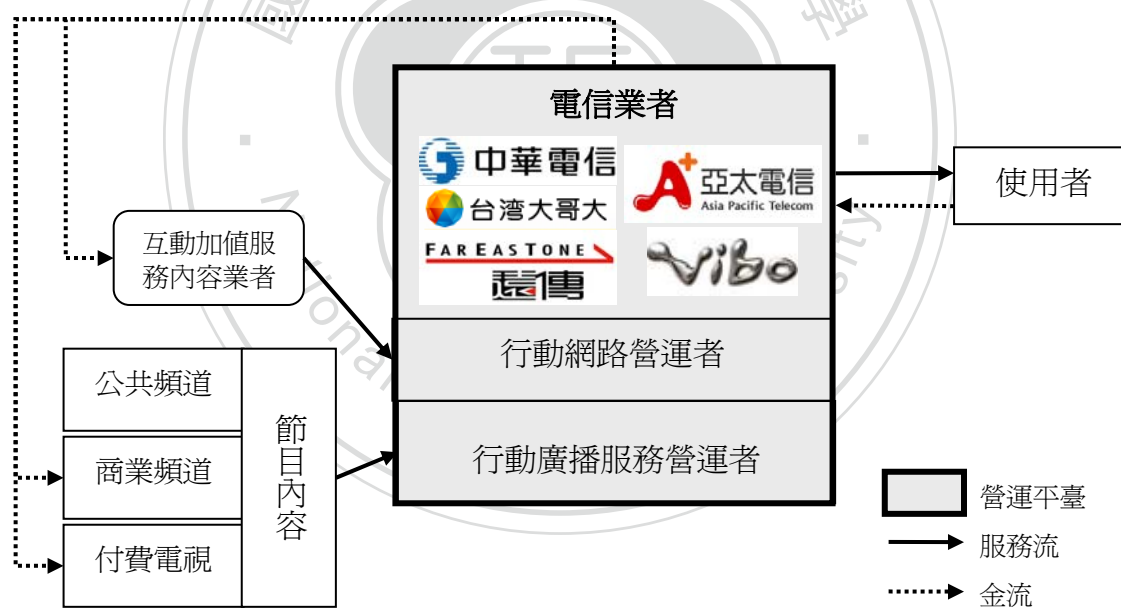 國
學
電信業者
中華電信
亞太電信
Asia Pacific Telecom
台湾大哥大
FAREASTONE
遠傳
Vibo
使用者
互動加值服
務內容業者
行動網路營運者
行動廣播服務營運者
公共頻道
商業頻道
付費電視
節目內容
營運平臺
服務流
金流